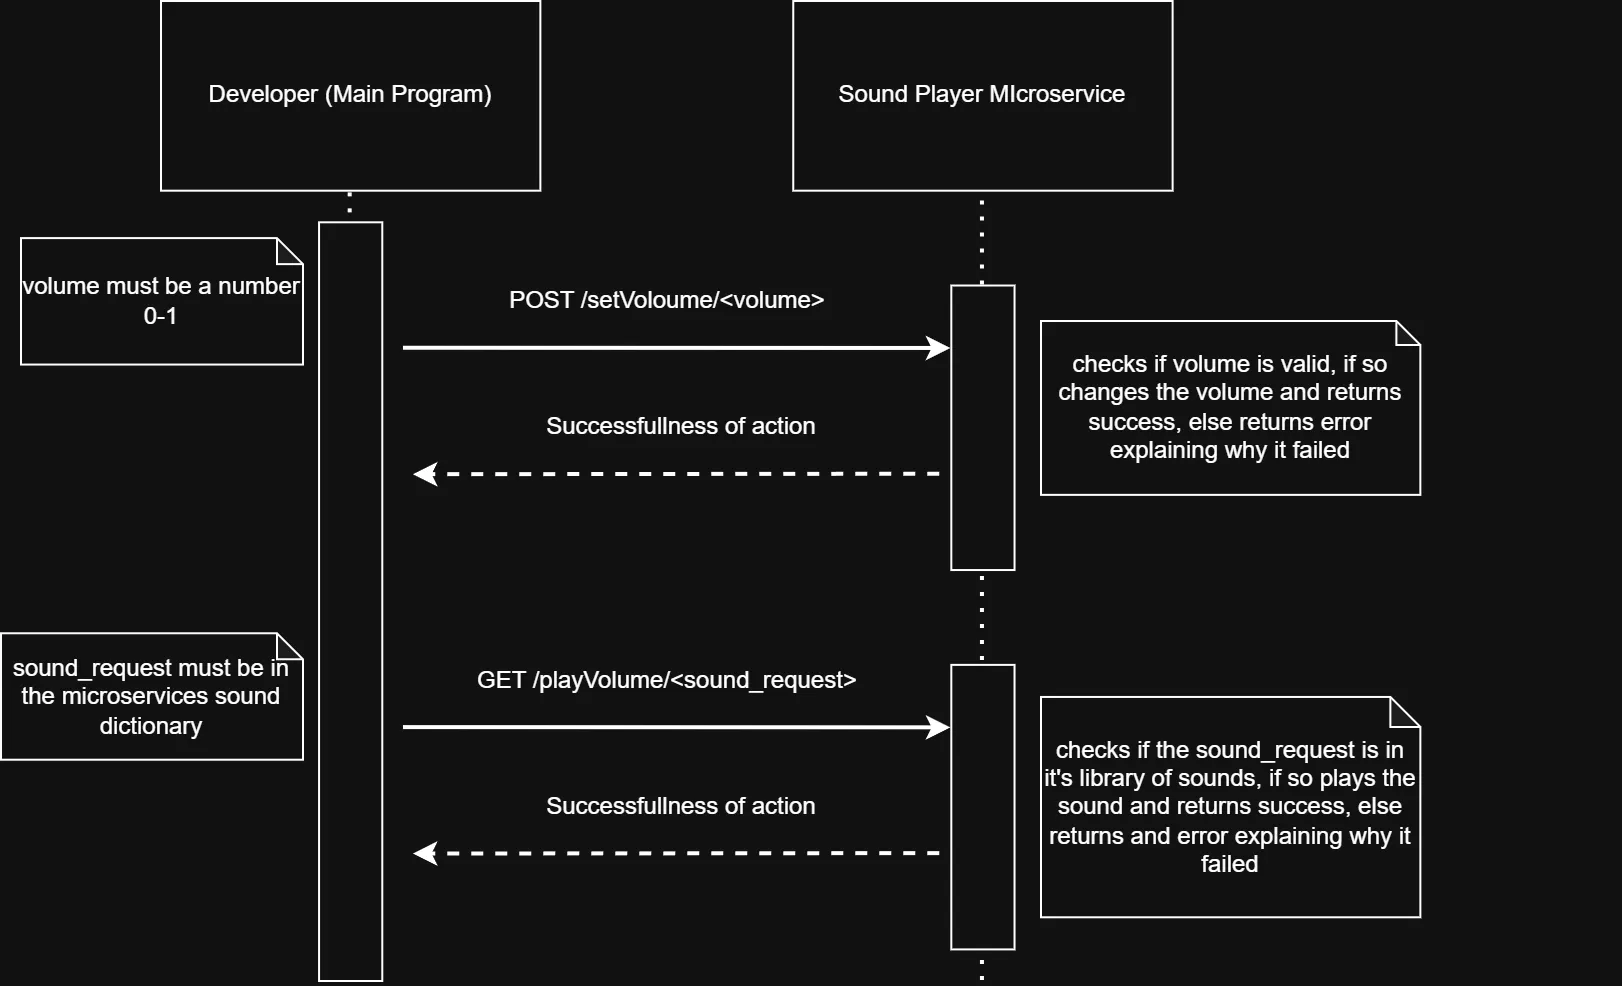 Developer (Main Program)
Sound Player MIcroservice
volume must be a number
0-1
POST /setVoloume/<volume>
checks if volume is valid, if so
changes the volume and returns
success, else returns error
explaining why it failed
Successfullness of action
sound_request must be in
the microservices sound
dictionary
GET /playVolume/<sound_request>
checks if the sound_request is in
it's library of sounds, if so plays the
sound and returns success, else
returns and error explaining why it
failed
Successfullness of action